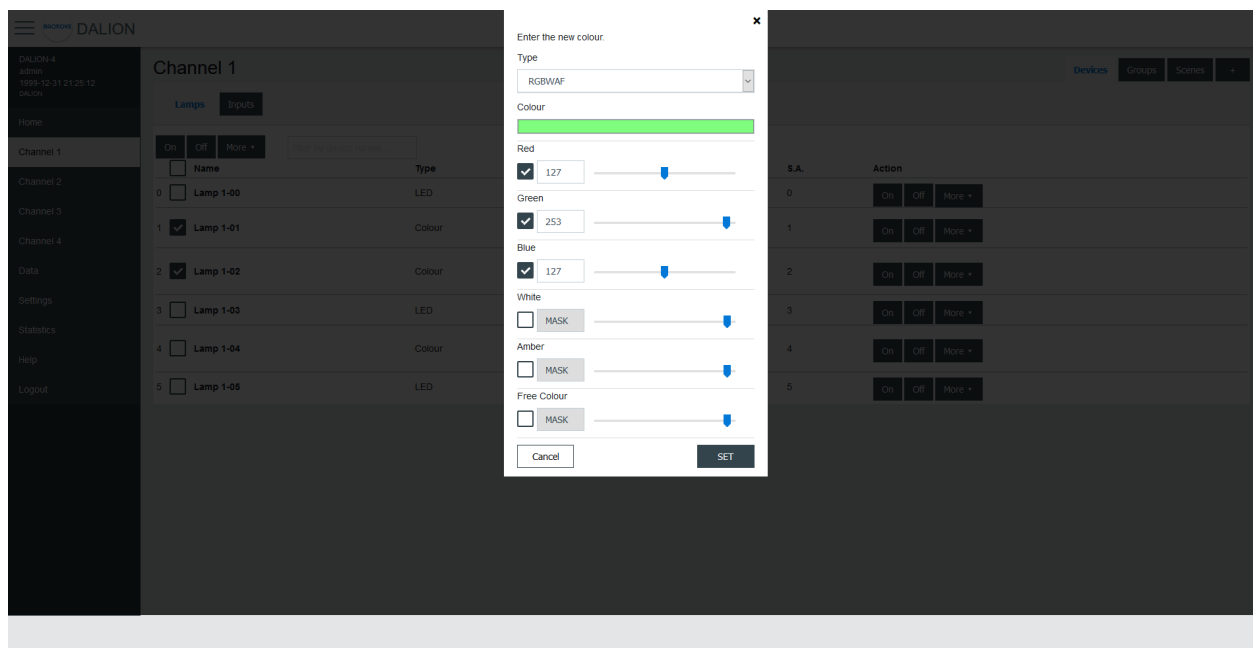 DALION
DALION-4
admin
1999-12-31 21:25:12
DALION
Home
Channel 1
Channel 2
Channel 3
Channel 4
Data
Settings
Statistics
Help
Logout
Channel 1
Devices Groups Scenes +
Lamps Inputs
On Off More
Name Type S.A. Action
0 Lamp 1-00 LED 0 On Off More
1 Lamp 1-01 Colour 1 On Off More
2 Lamp 1-02 Colour 2 On Off More
3 Lamp 1-03 LED 3 On Off More
4 Lamp 1-04 Colour 4 On Off More
5 Lamp 1-05 LED 5 On Off More
×
Enter the new colour.
Type
RGBWAF
Colour
Red
127
Green
253
Blue
127
White
MASK
Amber
MASK
Free Colour
MASK
Cancel SET